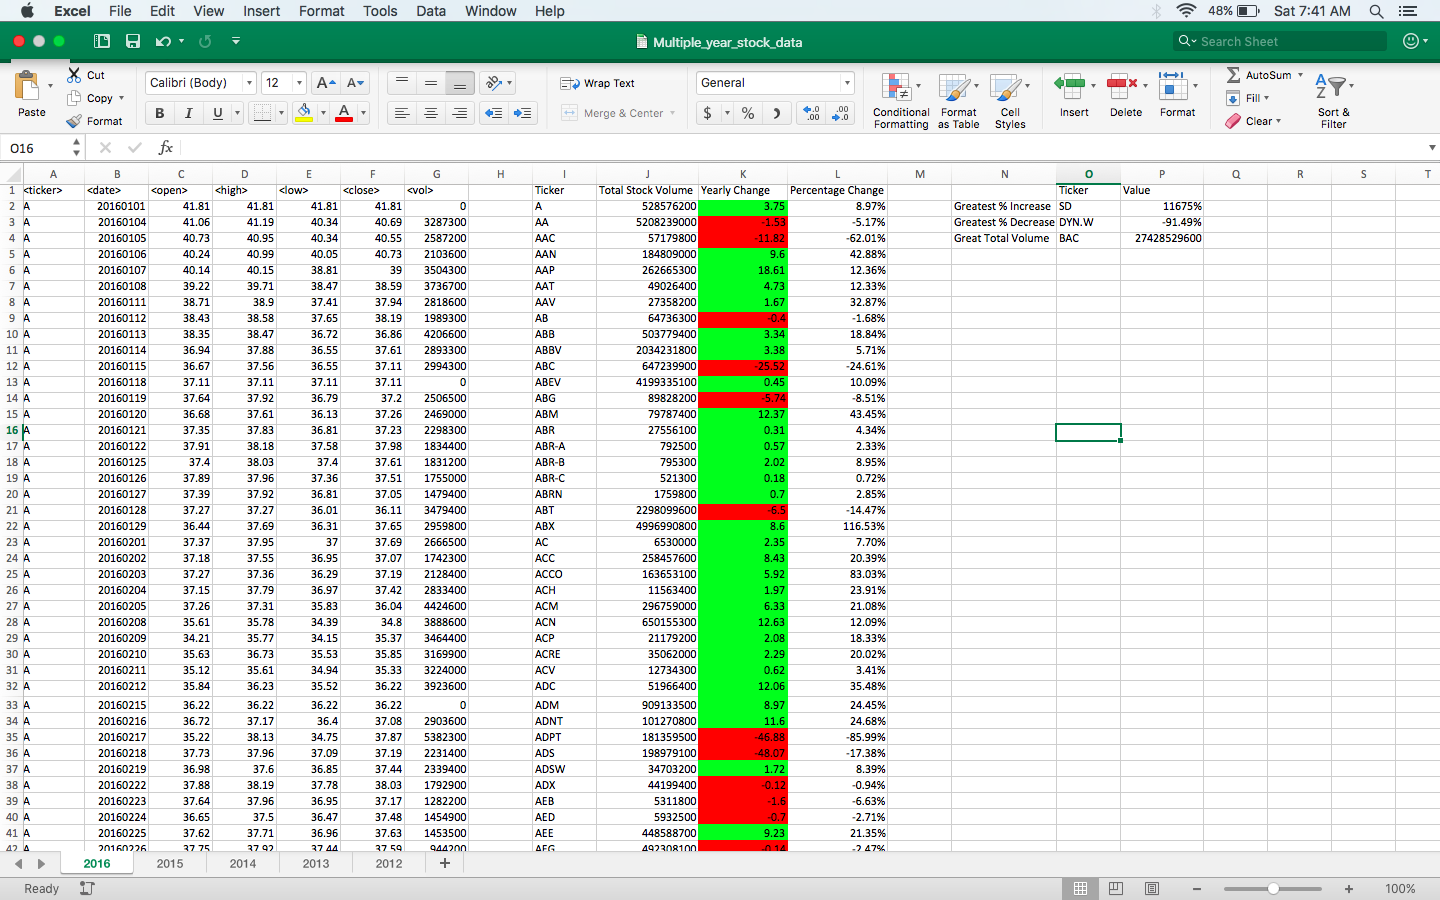 Excel File Edit View Insert Format Tools Data Window Help 48% Sat 7:41 AM
Multiple_year_stock_data Search Sheet
Paste Cut Copy Format
Calibri (Body) 12 A A B I U A
Wrap Text Merge & Center
General $ % .0 .00 .00 .0
Conditional Formatting Format as Table Cell Styles Insert Delete Format
AutoSum Fill Clear Sort & Filter
O16 fx
A B C D E F G H I J K L M N O P Q R S T
1 <ticker> <date> <open> <high> <low> <close> <vol> Ticker Total Stock Volume Yearly Change Percentage Change Ticker Value
2 A 20160101 41.81 41.81 41.81 41.81 0 A 528576200 3.75 8.97% Greatest % Increase SD 11675%
3 A 20160104 41.06 41.19 40.34 40.69 3287300 AA 5208239000 -1.53 -5.17% Greatest % Decrease DYN.W -91.49%
4 A 20160105 40.73 40.95 40.34 40.55 2587200 AAC 57179800 -11.82 -62.01% Great Total Volume BAC 27428529600
5 A 20160106 40.24 40.99 40.05 40.73 2103600 AAN 184809000 9.6 42.88%
6 A 20160107 40.14 40.15 38.81 39 3504300 AAP 262665300 18.61 12.36%
7 A 20160108 39.22 39.71 38.47 38.59 3736700 AAT 49026400 4.73 12.33%
8 A 20160111 38.71 38.9 37.41 37.94 2818600 AAV 27358200 1.67 32.87%
9 A 20160112 38.43 38.58 37.65 38.19 1989300 AB 64736300 -0.4 -1.68%
10 A 20160113 38.35 38.47 36.72 36.86 4206600 ABB 503779400 3.34 18.84%
11 A 20160114 36.94 37.88 36.55 37.61 2893300 ABBV 2034231800 3.38 5.71%
12 A 20160115 36.67 37.56 36.55 37.11 2994300 ABC 647239900 -25.52 -24.61%
13 A 20160118 37.11 37.11 37.11 37.11 0 ABEV 4199335100 0.45 10.09%
14 A 20160119 37.64 37.92 36.79 37.2 2506500 ABG 89828200 -5.74 -8.51%
15 A 20160120 36.68 37.61 36.13 37.26 2469000 ABM 79787400 12.37 43.45%
16 A 20160121 37.35 37.83 36.81 37.23 2298300 ABR 27556100 0.31 4.34%
17 A 20160122 37.91 38.18 37.58 37.98 1834400 ABR-A 792500 0.57 2.33%
18 A 20160125 37.4 38.03 37.4 37.61 1831200 ABR-B 795300 2.02 8.95%
19 A 20160126 37.89 37.96 37.36 37.51 1755000 ABR-C 521300 0.18 0.72%
20 A 20160127 37.39 37.92 36.81 37.05 1479400 ABRN 1759800 0.7 2.85%
21 A 20160128 37.27 37.27 36.01 36.11 3479400 ABT 2298099600 -6.5 -14.47%
22 A 20160129 36.44 37.69 36.31 37.65 2959800 ABX 4996990800 8.6 116.53%
23 A 20160201 37.37 37.95 37 37.69 2666500 AC 6530000 2.35 7.70%
24 A 20160202 37.18 37.55 36.95 37.07 1742300 ACC 258457600 8.43 20.39%
25 A 20160203 37.27 37.36 36.29 37.19 2128400 ACCO 163653100 5.92 83.03%
26 A 20160204 37.15 37.79 36.97 37.42 2833400 ACH 11563400 1.97 23.91%
27 A 20160205 37.26 37.31 35.83 36.04 4424600 ACM 296759000 6.33 21.08%
28 A 20160208 35.61 35.78 34.39 34.8 3888600 ACN 650155300 12.63 12.09%
29 A 20160209 34.21 35.77 34.15 35.37 3464400 ACP 21179200 2.08 18.33%
30 A 20160210 35.63 36.73 35.53 35.85 3169900 ACRE 35062000 2.29 20.02%
31 A 20160211 35.12 35.61 34.94 35.33 3224000 ACV 12734300 0.62 3.41%
32 A 20160212 35.84 36.23 35.52 36.22 3923600 ADC 51966400 12.06 35.48%
33 A 20160215 36.22 36.22 36.22 36.22 0 ADM 909133500 8.97 24.45%
34 A 20160216 36.72 37.17 36.4 37.08 2903600 ADNT 101270800 11.6 24.68%
35 A 20160217 35.22 38.13 34.75 37.87 5382300 ADPT 181359500 -46.88 -85.99%
36 A 20160218 37.73 37.96 37.09 37.19 2231400 ADS 198979100 -48.07 -17.38%
37 A 20160219 36.98 37.6 36.85 37.44 2339400 ADSW 34703200 1.72 8.39%
38 A 20160222 37.88 38.19 37.78 38.03 1792900 ADX 44199400 -0.12 -0.94%
39 A 20160223 37.64 37.96 36.95 37.17 1282200 AEB 5311800 -1.6 -6.63%
40 A 20160224 36.65 37.5 36.47 37.48 1454900 AED 5932500 -0.7 -2.71%
41 A 20160225 37.62 37.71 36.96 37.63 1453500 AEE 448588700 9.23 21.35%
42 A 20160226 37.75 37.92 37.44 37.59 944200 AEG 492308100 -0.14 -2.47%
2016 2015 2014 2013 2012 +
Ready 100%